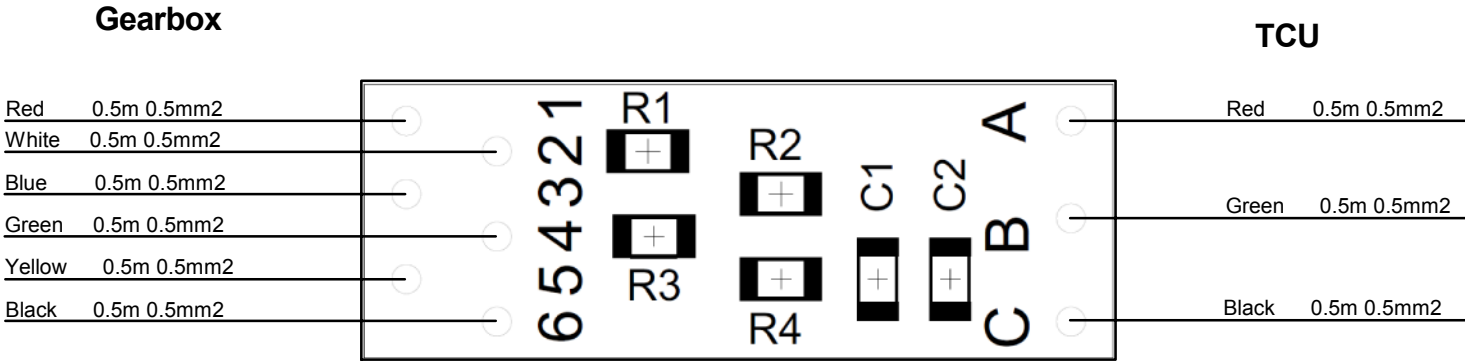 Gearbox
TCU
Red 0.5m 0.5mm2
White 0.5m 0.5mm2
Blue 0.5m 0.5mm2
Green 0.5m 0.5mm2
Yellow 0.5m 0.5mm2
Black 0.5m 0.5mm2
1
2
3
4
5
6
R1
R2
R3
R4
C1
C2
A
B
C
Red 0.5m 0.5mm2
Green 0.5m 0.5mm2
Black 0.5m 0.5mm2